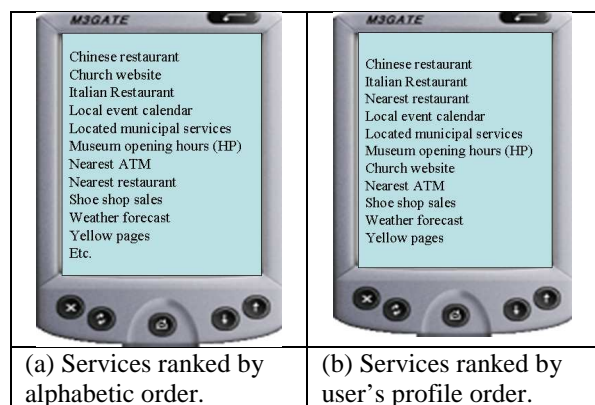 M3GATE
Chinese restaurant
Church website
Italian Restaurant
Local event calendar
Located municipal services
Museum opening hours (HP)
Nearest ATM
Nearest restaurant
Shoe shop sales
Weather forecast
Yellow pages
Etc.
(a) Services ranked by
alphabetic order.
M3GATE
Chinese restaurant
Italian Restaurant
Nearest restaurant
Local event calendar
Located municipal services
Museum opening hours (HP)
Church website
Nearest ATM
Shoe shop sales
Weather forecast
Yellow pages
(b) Services ranked by
user's profile order.